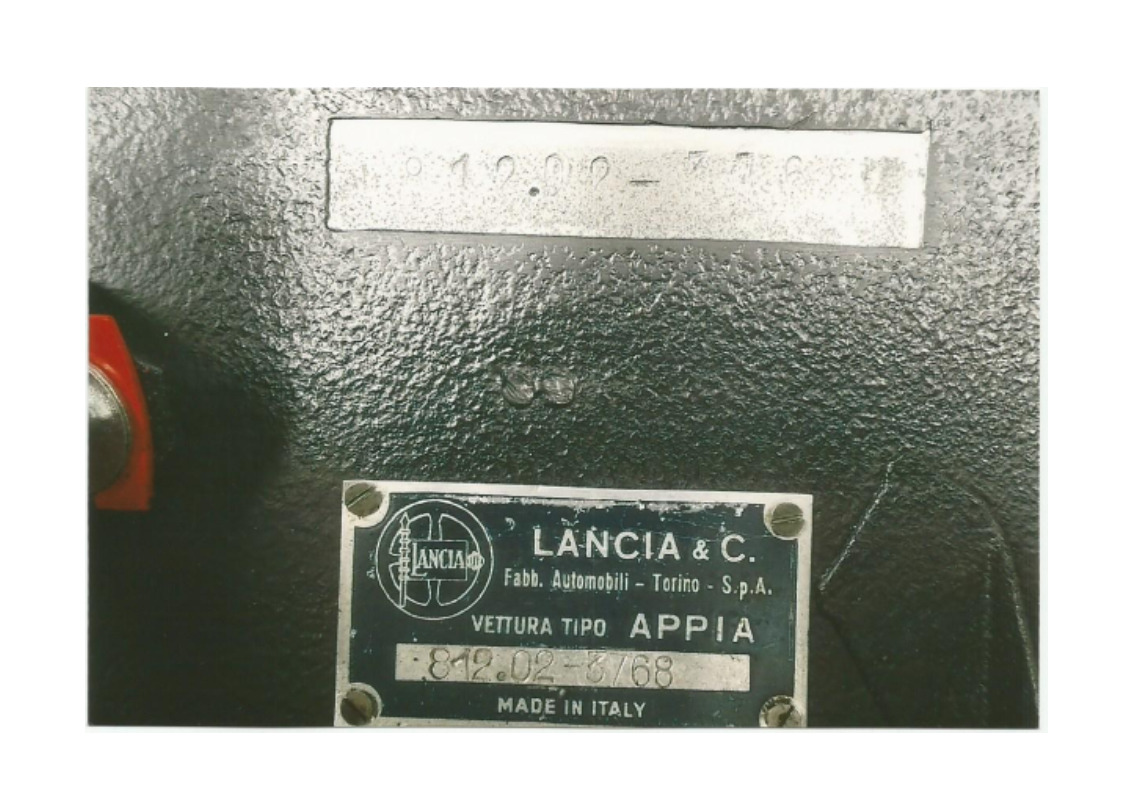 LANCIA
LANCIA & C.
Fabb. Automobili - Torino - S.p.A.
VETTURA TIPO APPIA
812.02-3768
MADE IN ITALY